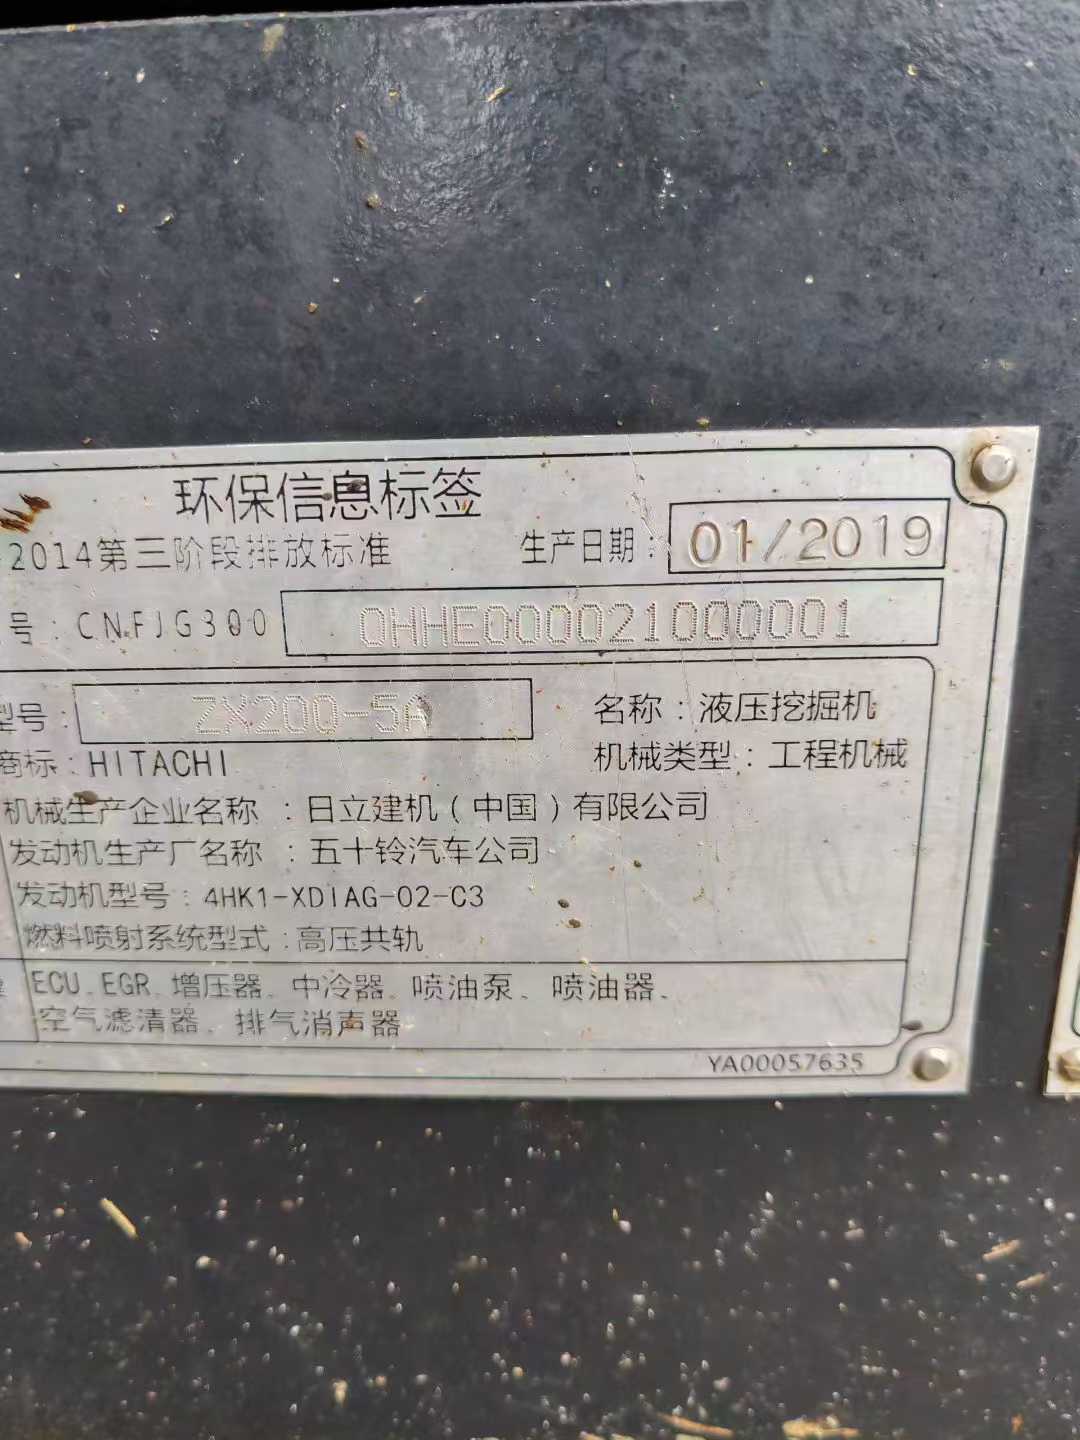 环保信息标签
2014第三阶段排放标准 生产日期：01/2019
号：CNFJG300 0HHE000021000001
型号：ZX200-5A 名称：液压挖掘机
商标：HITACHI 机械类型：工程机械
机械生产企业名称：日立建机（中国）有限公司
发动机生产厂名称：五十铃汽车公司
发动机型号：4HK1-XDIAG-02-C3
燃料喷射系统型式：高压共轨
ECU、EGR、增压器、中冷器、喷油泵、喷油器、
空气滤清器、排气消声器
YA00057635